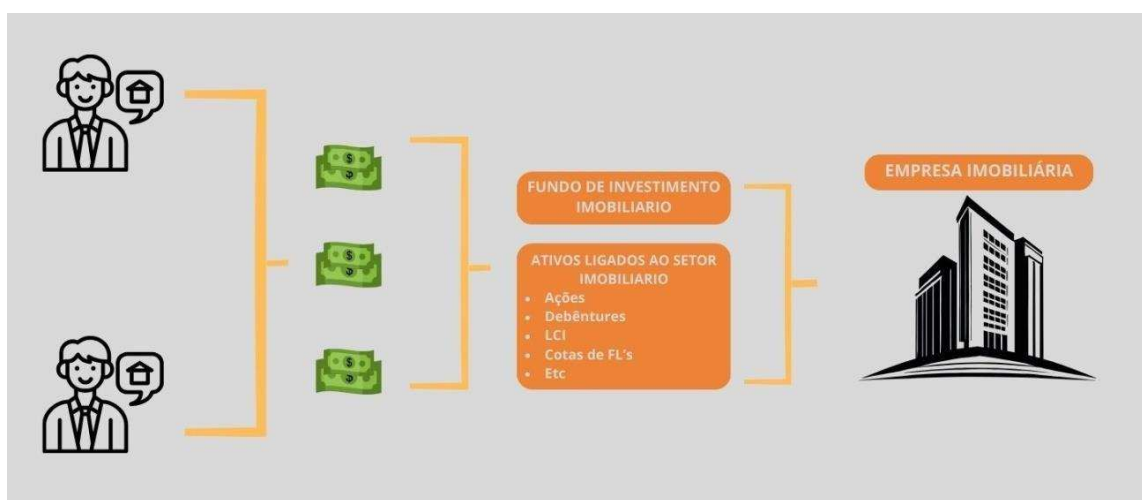 FUNDO DE INVESTIMENTO
IMOBILIARIO
ATIVOS LIGADOS AO SETOR
IMOBILIARIO
• Ações
• Debêntures
• LCI
• Cotas de FL's
• Etc
EMPRESA IMOBILIÁRIA